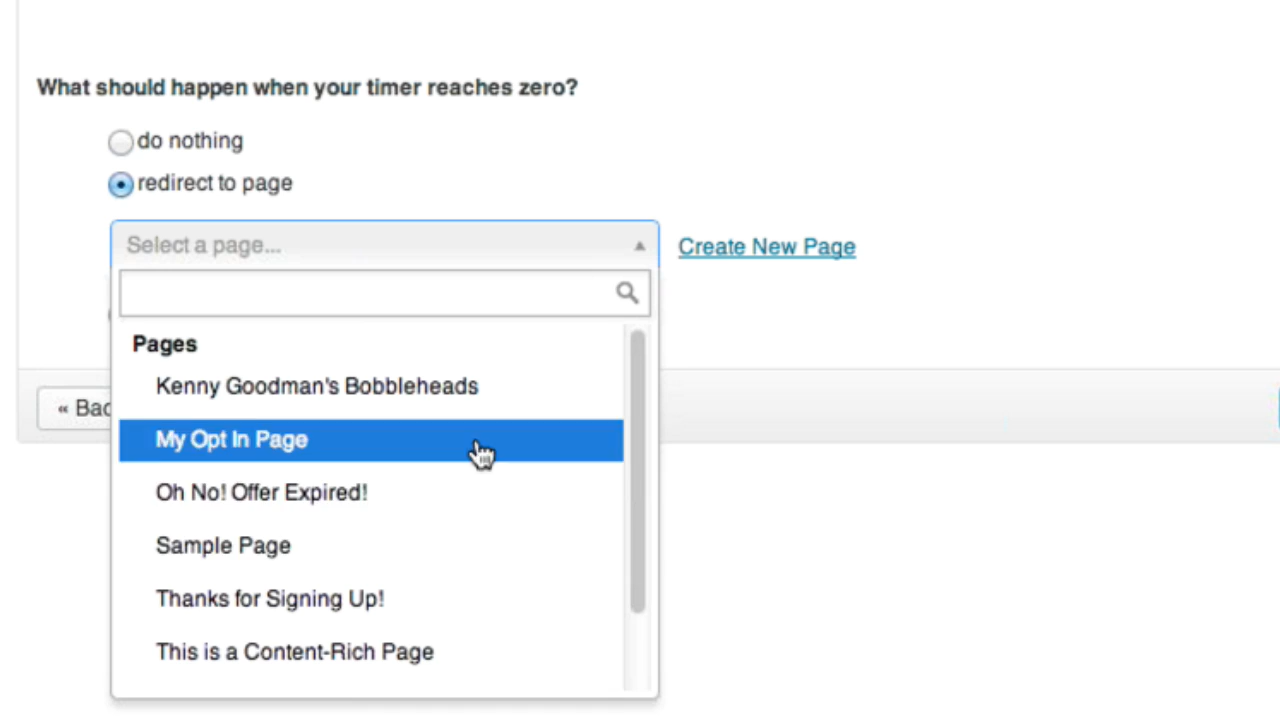 What should happen when your timer reaches zero?
do nothing
redirect to page
Select a page...
Create New Page
Pages
Kenny Goodman's Bobbleheads
« Bac
My Opt In Page
Oh No! Offer Expired!
Sample Page
Thanks for Signing Up!
This is a Content-Rich Page